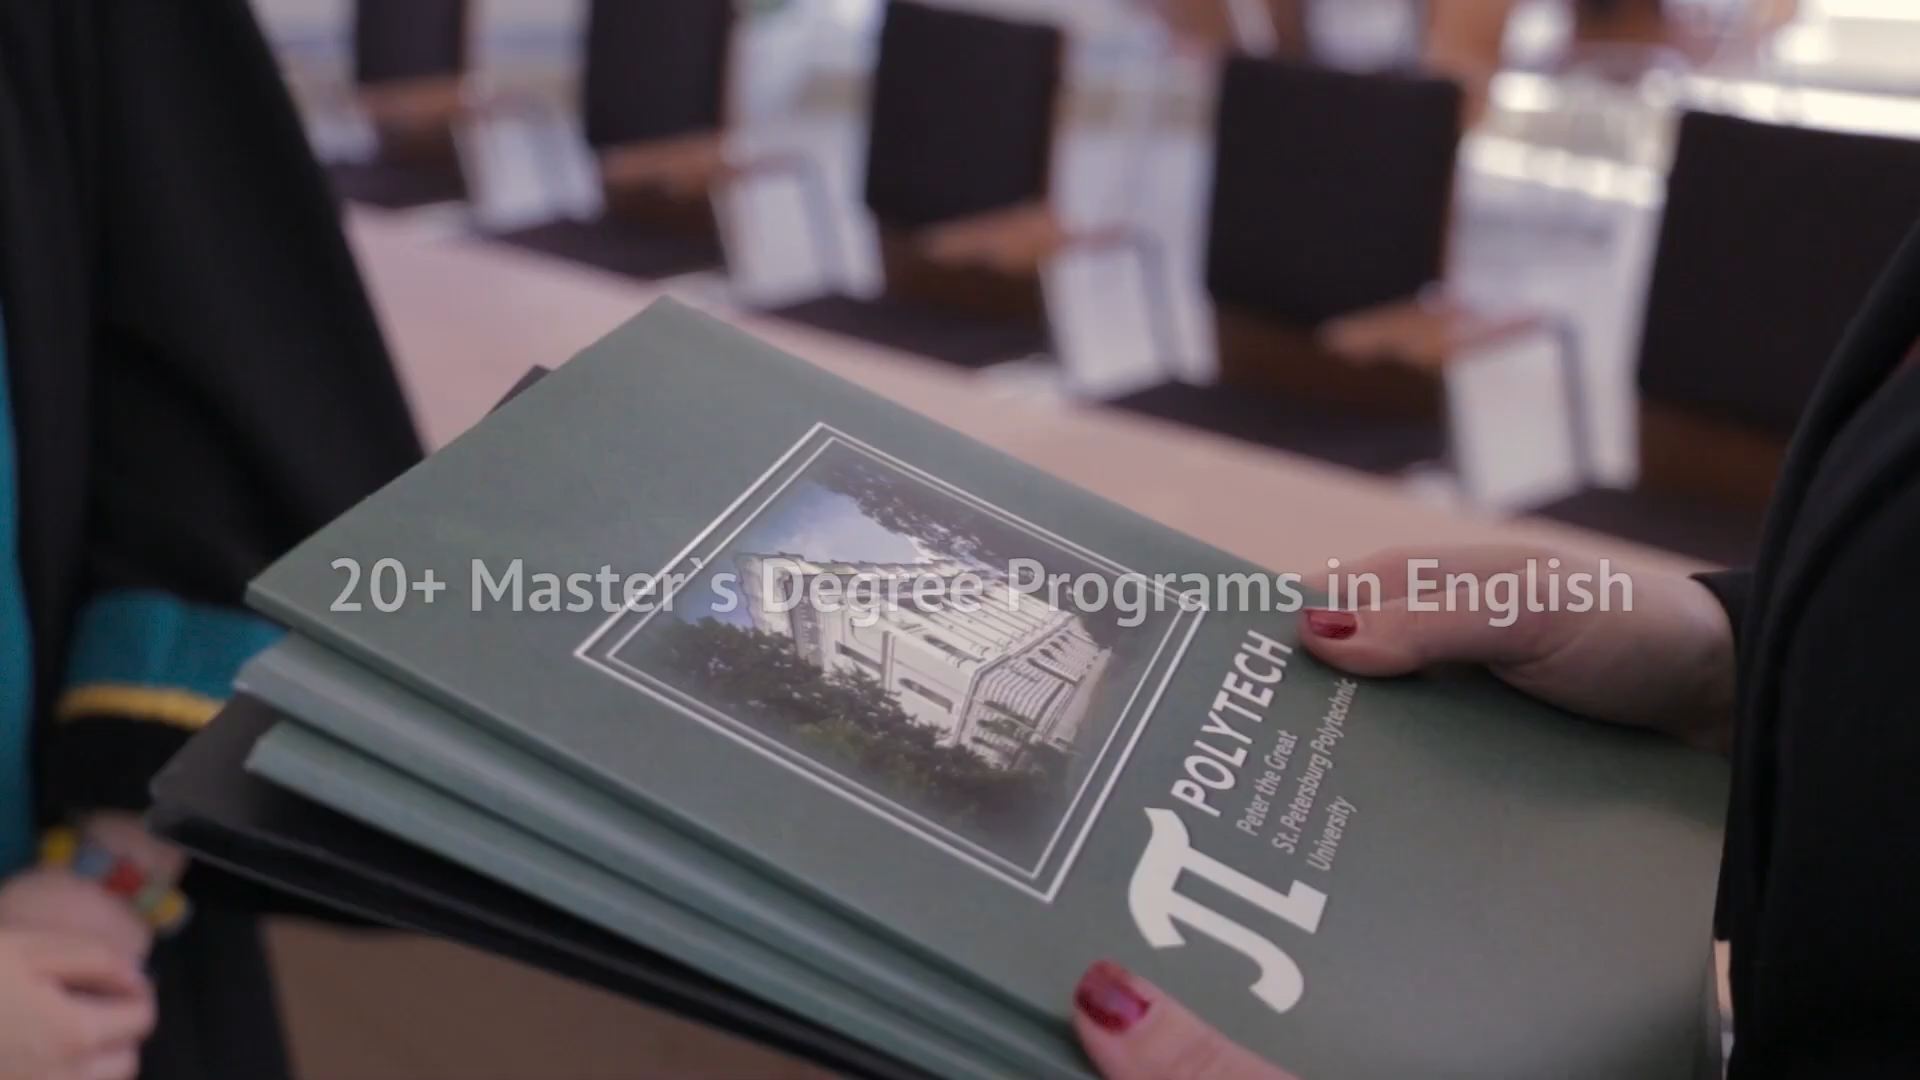 20+ Master`s Degree Programs in English
POLYTECH
Peter the Great
St. Petersburg Polytechnic
University